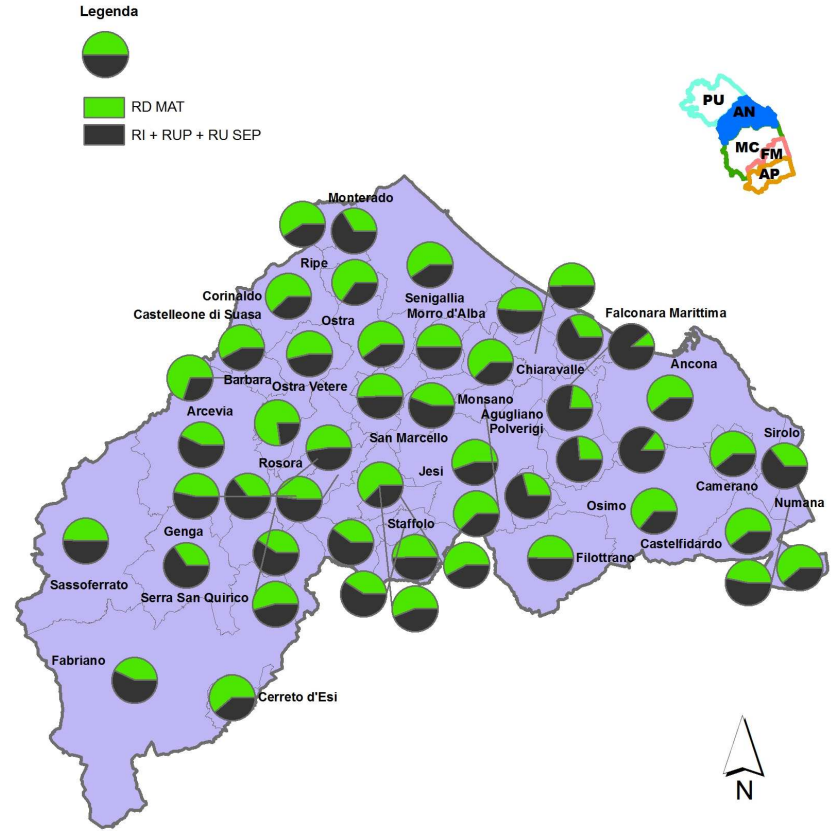 Legenda
RD MAT
RI + RUP + RU SEP
PU
AN
MC
FM
AP
Monterado
Ripe
Corinaldo
Senigallia
Castelleone di Suasa
Morro d'Alba
Falconara Marittima
Ostra
Ancona
Chiaravalle
Barbara
Ostra Vetere
Arcevia
Monsano
Agugliano
Polverigi
San Marcello
Sirolo
Rosora
Jesi
Camerano
Numana
Osimo
Staffolo
Genga
Castelfidardo
Filottrano
Sassoferrato
Serra San Quirico
Fabriano
Cerreto d'Esi
N